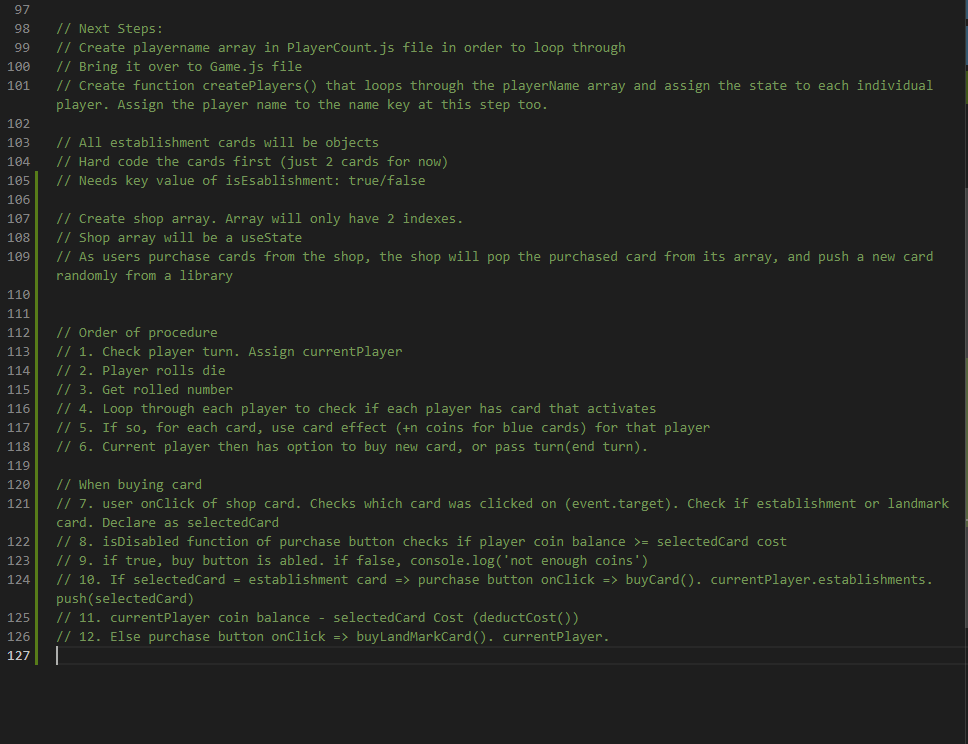 97
98 // Next Steps:
99 // Create playername array in PlayerCount.js file in order to loop through
100 // Bring it over to Game.js file
101 // Create function createPlayers() that loops through the playerName array and assign the state to each individual
player. Assign the player name to the name key at this step too.
102
103 // All establishment cards will be objects
104 // Hard code the cards first (just 2 cards for now)
105 // Needs key value of isEsablishment: true/false
106
107 // Create shop array. Array will only have 2 indexes.
108 // Shop array will be a useState
109 // As users purchase cards from the shop, the shop will pop the purchased card from its array, and push a new card
randomly from a library
110
111
112 // Order of procedure
113 // 1. Check player turn. Assign currentPlayer
114 // 2. Player rolls die
115 // 3. Get rolled number
116 // 4. Loop through each player to check if each player has card that activates
117 // 5. If so, for each card, use card effect (+n coins for blue cards) for that player
118 // 6. Current player then has option to buy new card, or pass turn(end turn).
119
120 // When buying card
121 // 7. user onClick of shop card. Checks which card was clicked on (event.target). Check if establishment or landmark
card. Declare as selectedCard
122 // 8. isDisabled function of purchase button checks if player coin balance >= selectedCard cost
123 // 9. if true, buy button is abled. if false, console.log('not enough coins')
124 // 10. If selectedCard = establishment card => purchase button onClick => buyCard(). currentPlayer.establishments.
push(selectedCard)
125 // 11. currentPlayer coin balance - selectedCard Cost (deductCost())
126 // 12. Else purchase button onClick => buyLandMarkCard(). currentPlayer.
127